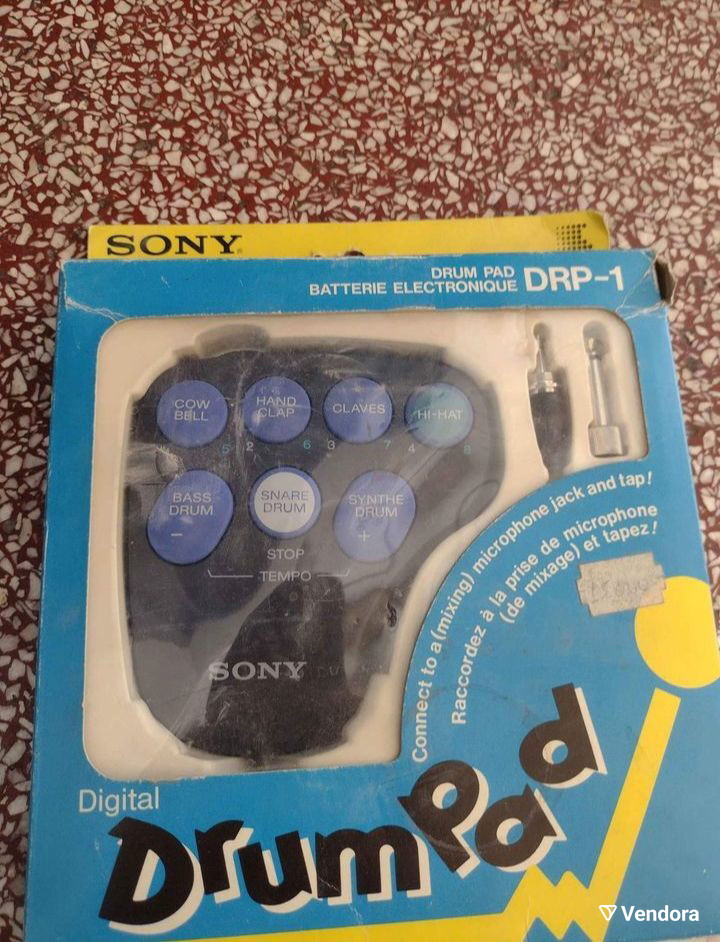 SONY
DRUM PAD
BATTERIE ELECTRONIQUE DRP-1
COW
BELL
HAND
CLAP
CLAVES
HI-HAT
5 2 6 3 7 4 8
BASS
DRUM
–
SNARE
DRUM
SYNTHE
DRUM
+
STOP
TEMPO
SONY
Connect to a (mixing) microphone jack and tap!
Raccordez à la prise de microphone
(de mixage) et tapez!
Digital
DrumPad
Vendora